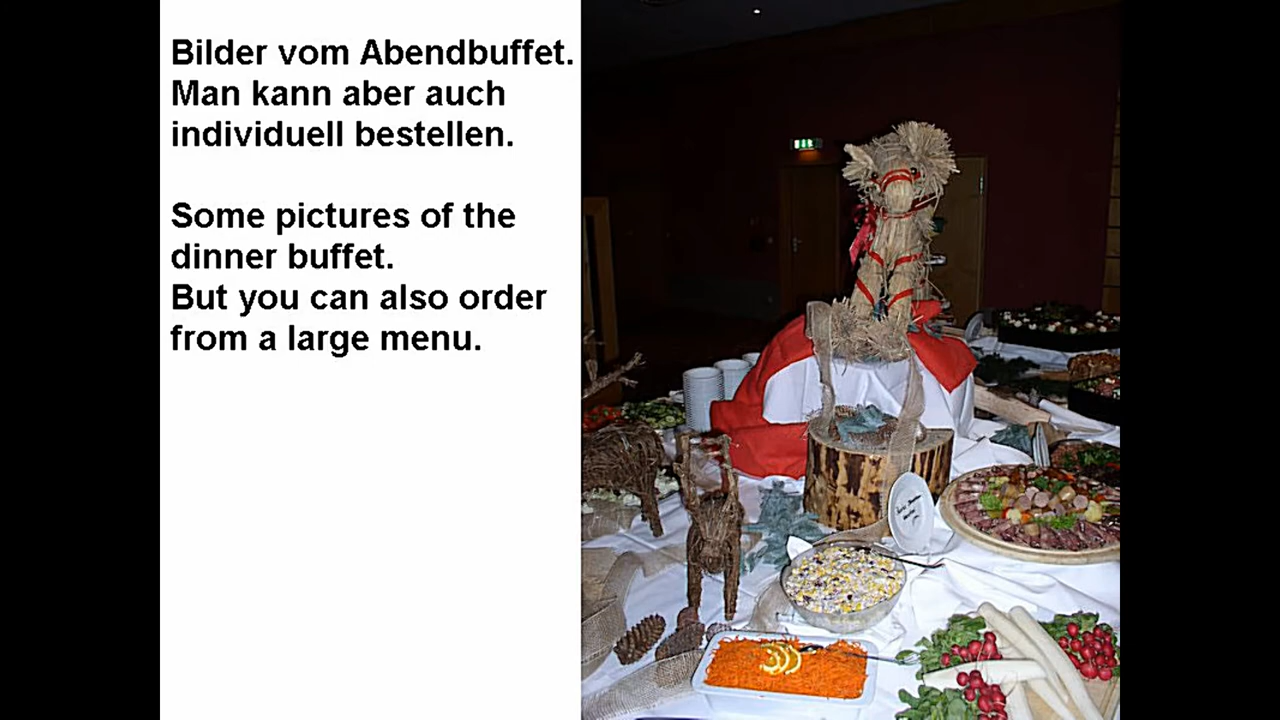 Bilder vom Abendbuffet.
Man kann aber auch
individuell bestellen.
Some pictures of the
dinner buffet.
But you can also order
from a large menu.